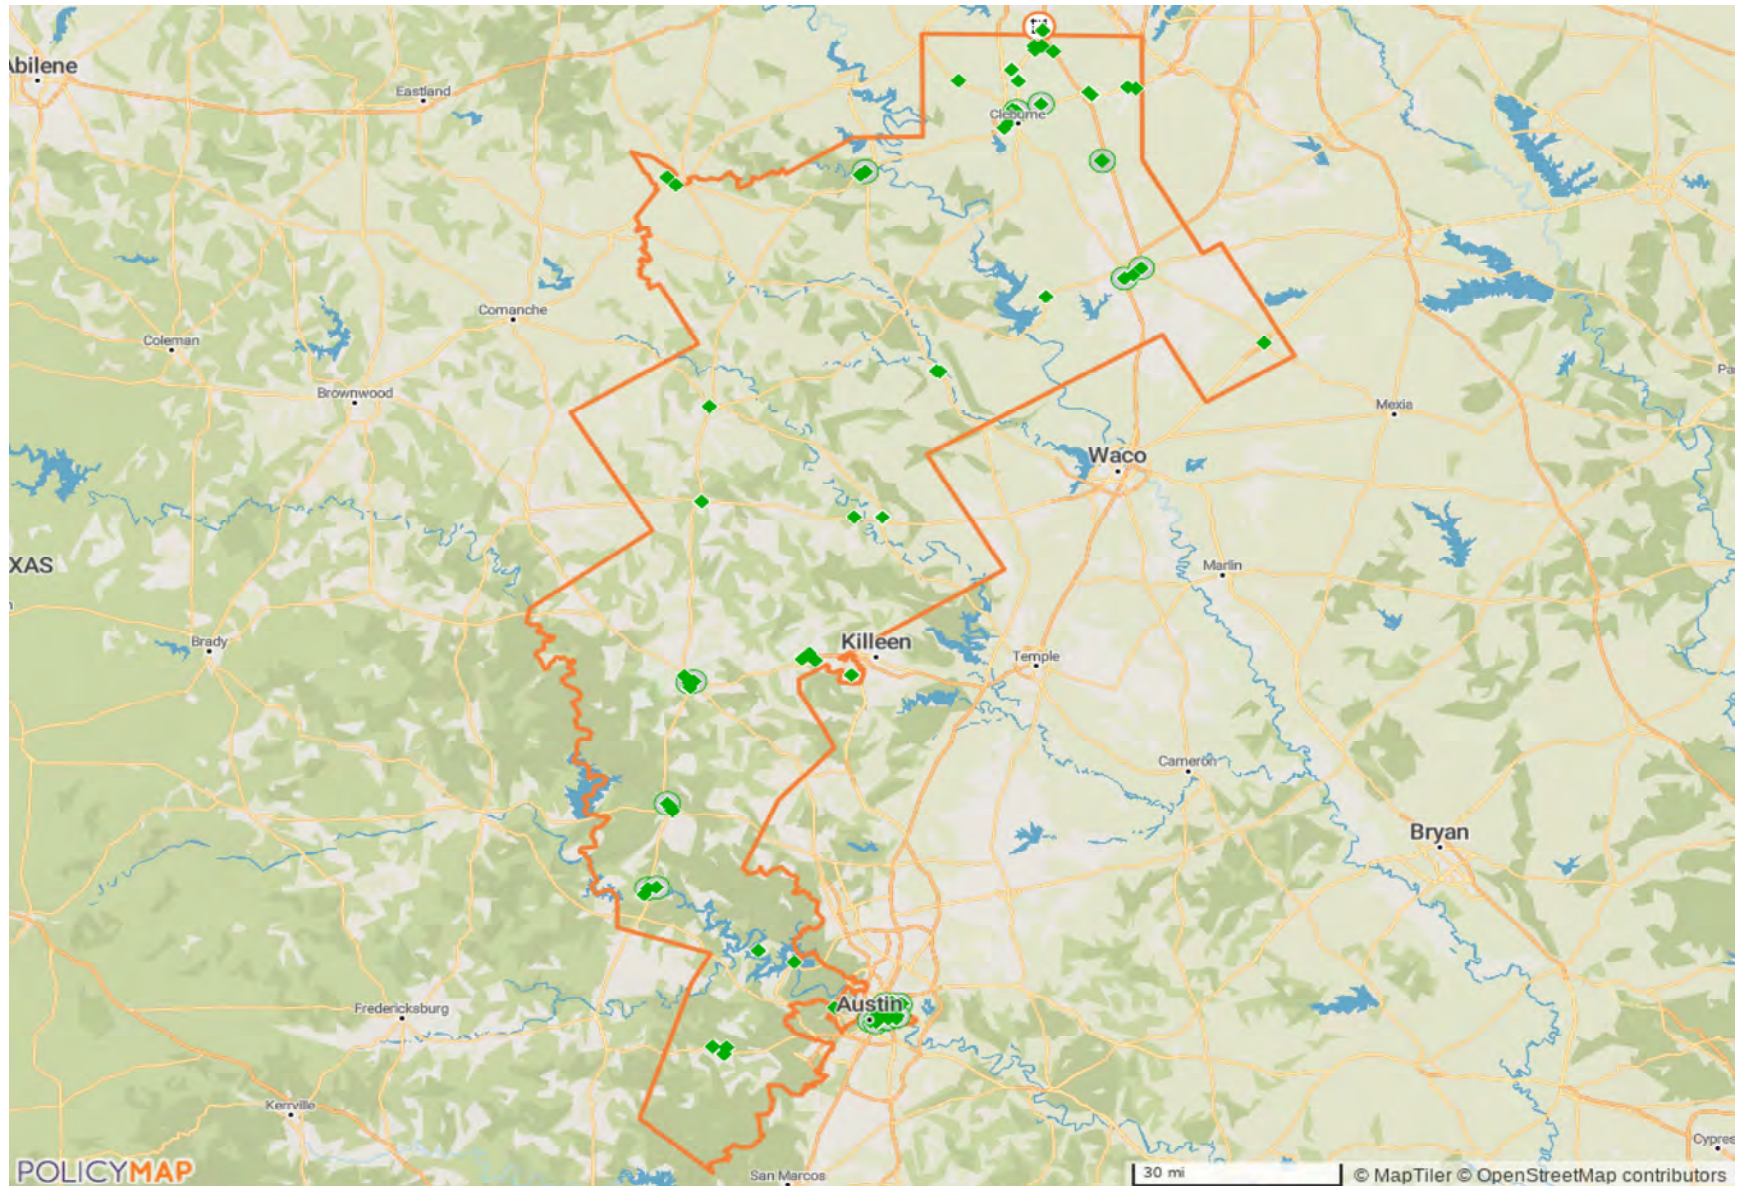 Abilene
Eastland
Cleburne
Comanche
Coleman
Brownwood
Mexia
Waco
XAS
Marlin
Brady
Killeen
Temple
Cameron
Bryan
Fredericksburg
Austin
Kerrville
San Marcos
Cypres
POLICYMAP
30 mi
© MapTiler © OpenStreetMap contributors